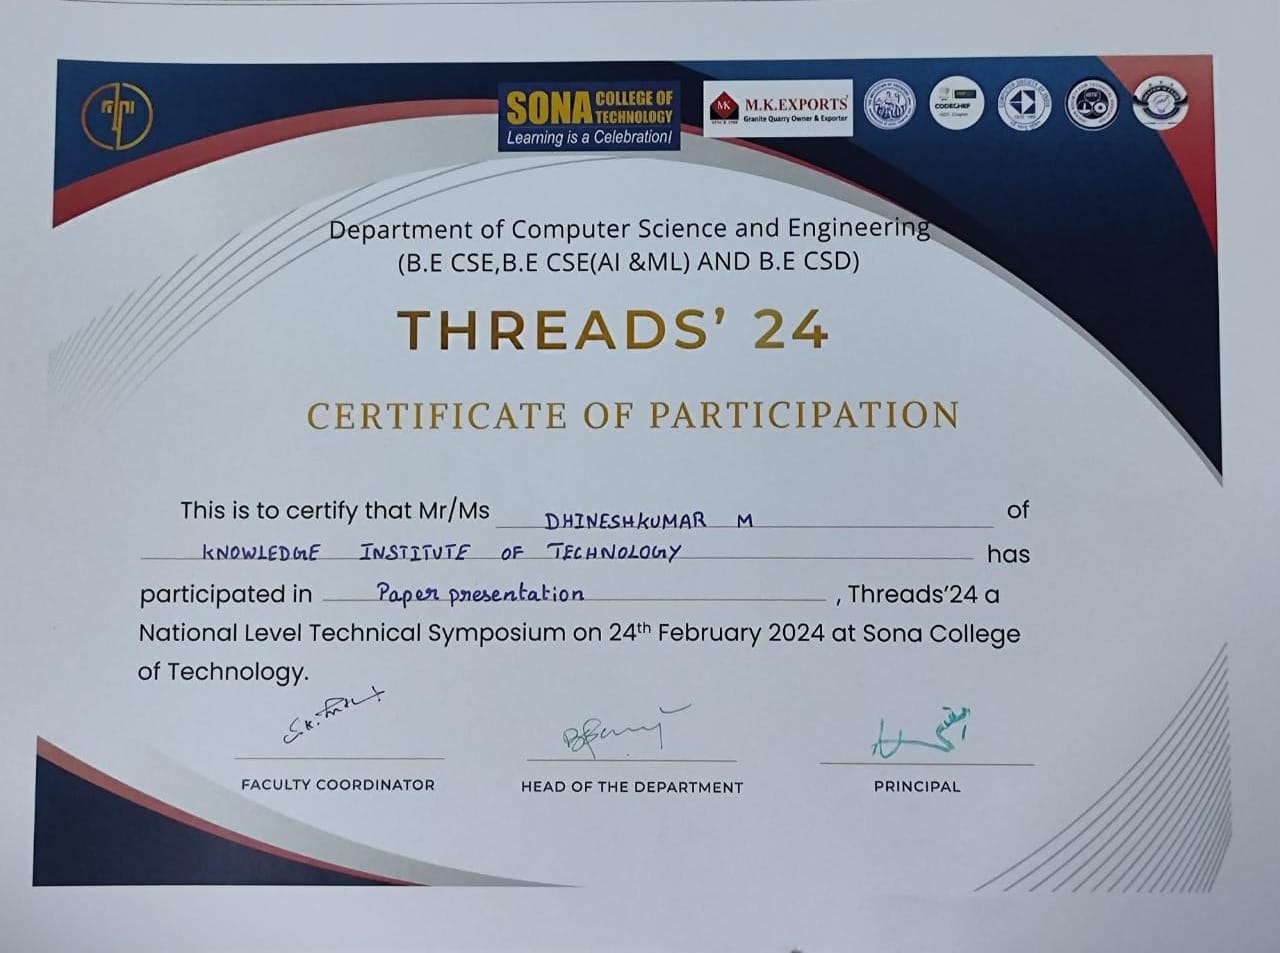 SONA COLLEGE OF TECHNOLOGY
Learning is a Celebration!
MK
SINCE 1988
M.K.EXPORTS
Granite Quarry Owner & Exporter
CODECHEF
Department of Computer Science and Engineering
(B.E CSE,B.E CSE(AI &ML) AND B.E CSD)
THREADS' 24
CERTIFICATE OF PARTICIPATION
This is to certify that Mr/Ms DHINESHKUMAR M of
KNOWLEDGE INSTITUTE OF TECHNOLOGY has
participated in Paper presentation , Threads'24 a
National Level Technical Symposium on 24th February 2024 at Sona College
of Technology.
FACULTY COORDINATOR
HEAD OF THE DEPARTMENT
PRINCIPAL